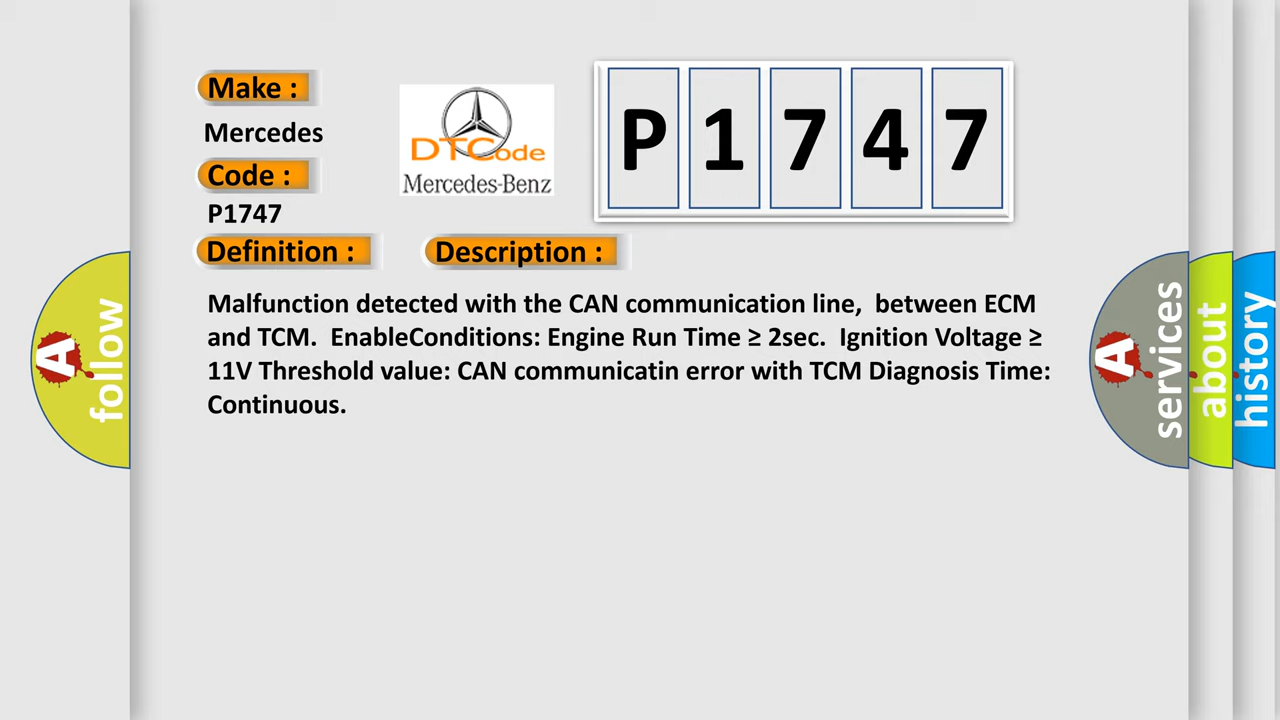 Make :
Mercedes
Code :
P1747
DTCode
Mercedes-Benz
P 1 7 4 7
Definition :
Description :
Malfunction detected with the CAN communication line,  between ECM
and TCM.  EnableConditions: Engine Run Time ≥ 2sec.  Ignition Voltage ≥
11V Threshold value: CAN communicatin error with TCM Diagnosis Time:
Continuous.
A
follow
A
services
about
history